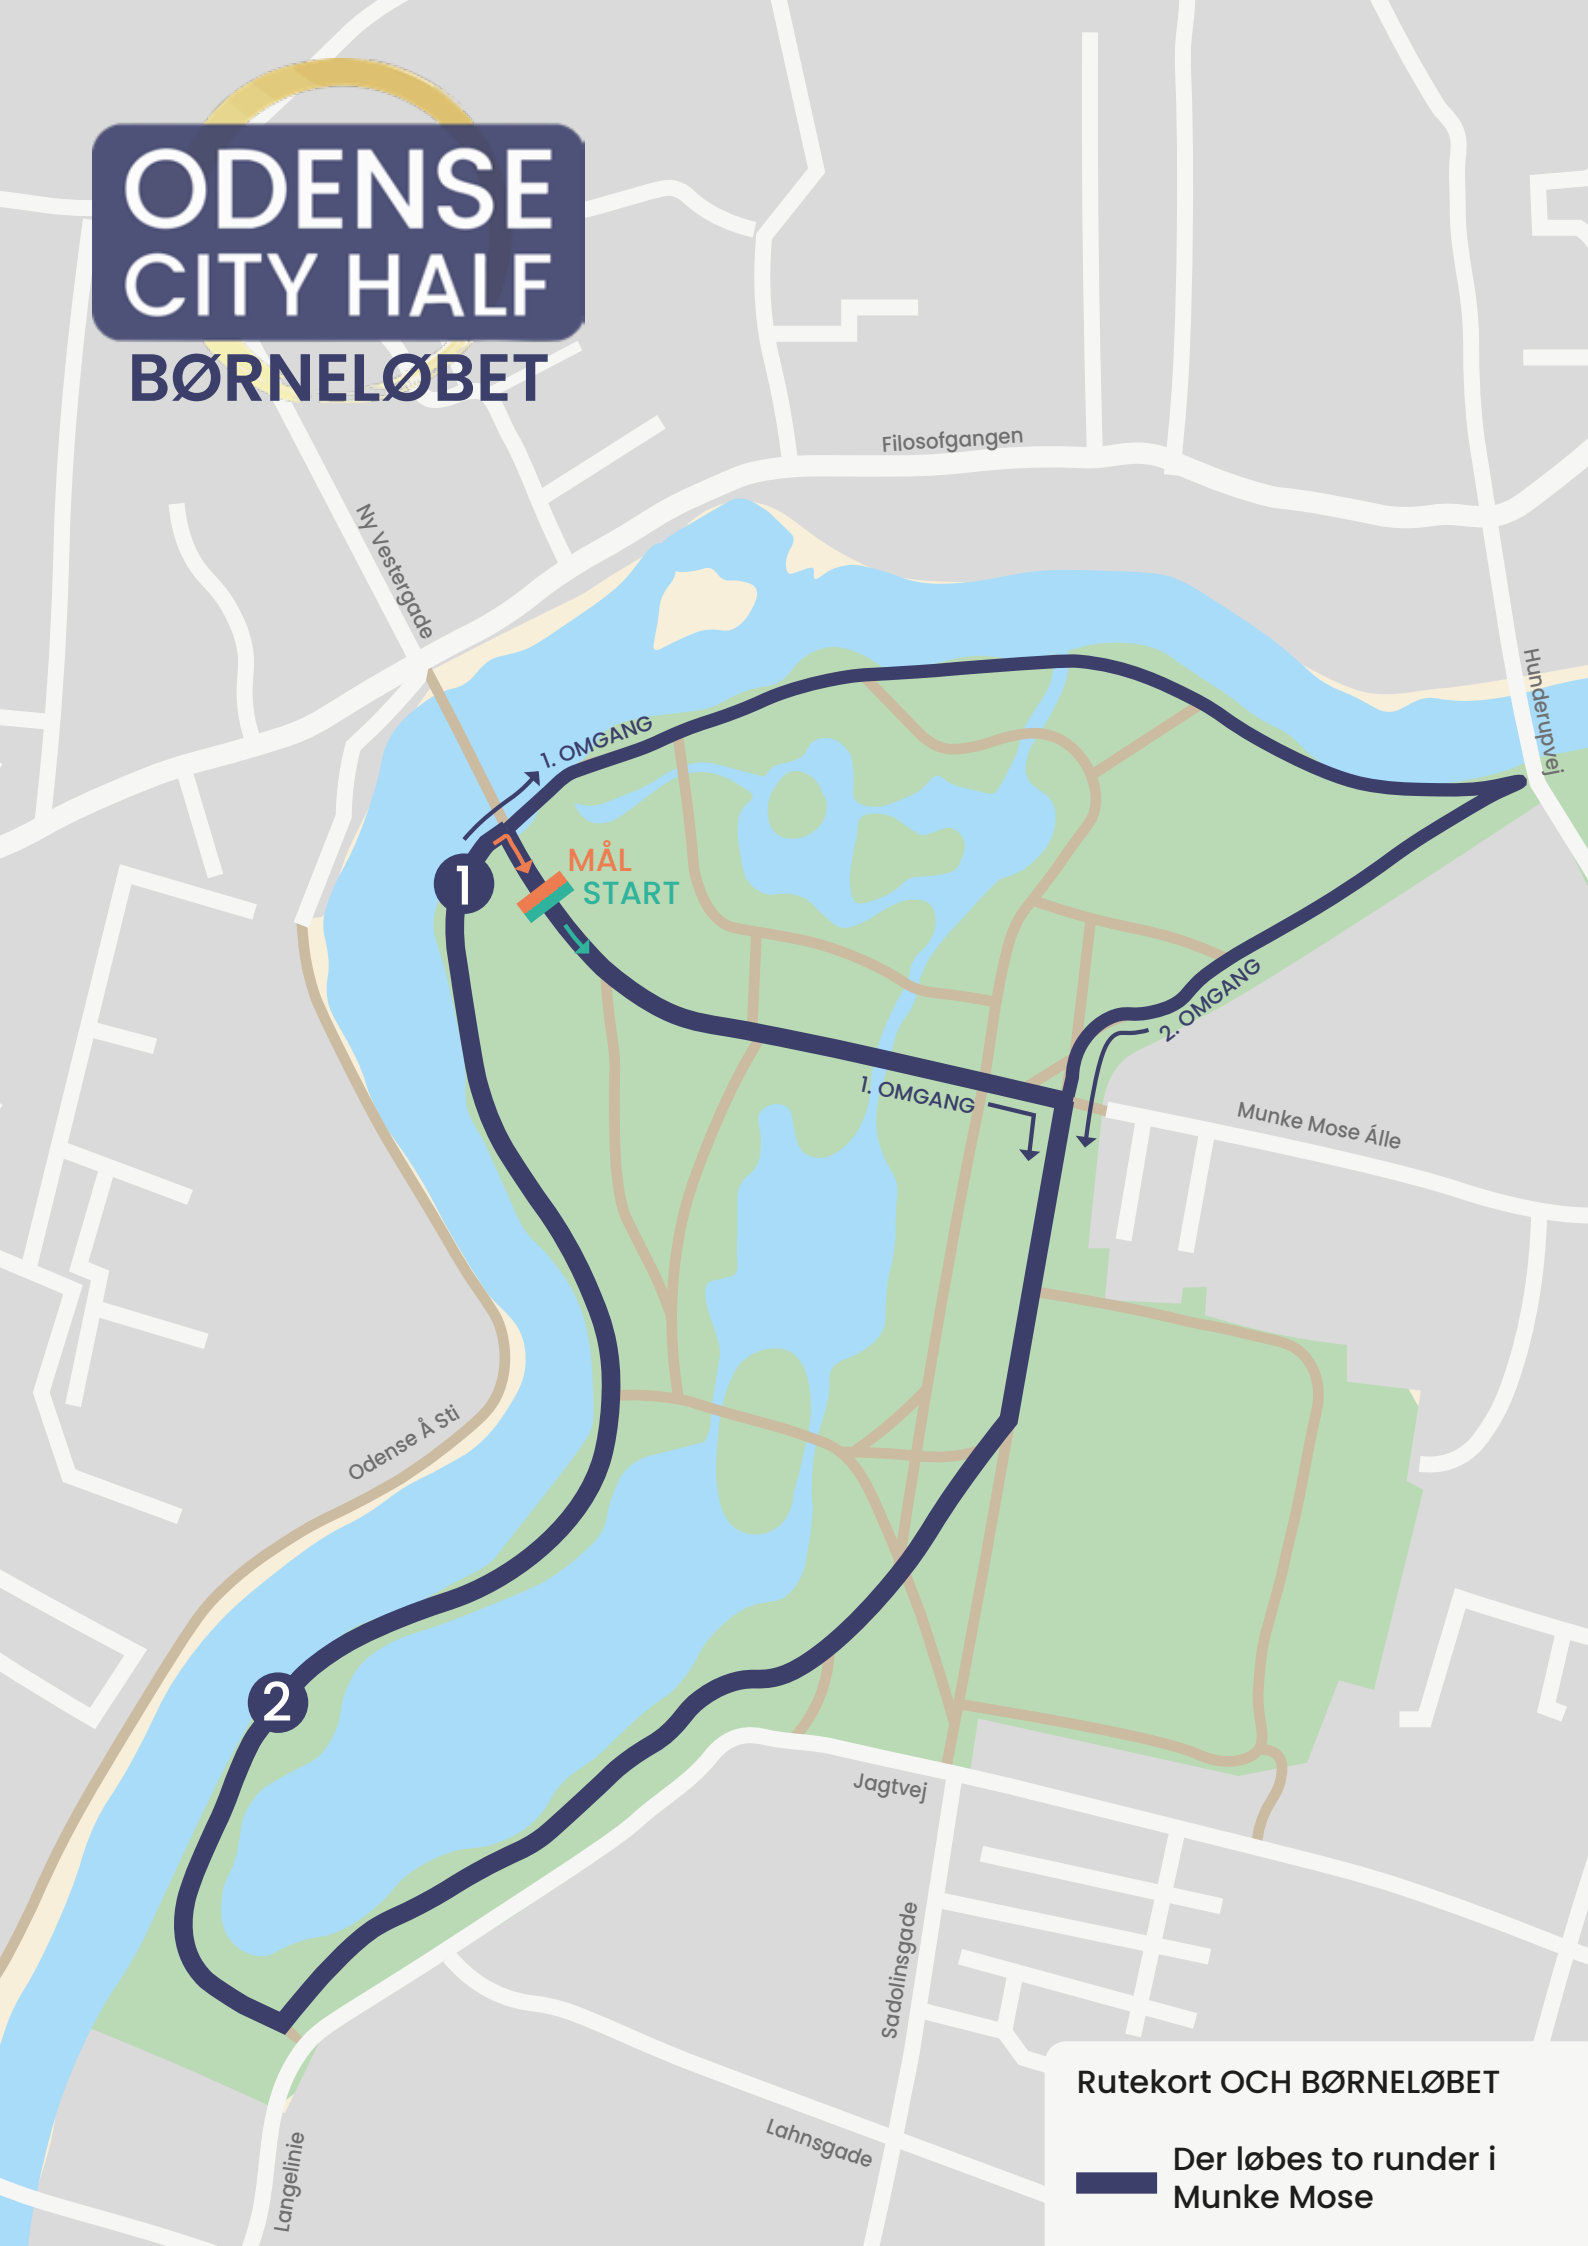 ODENSE
CITY HALF
BØRNELØBET
Filosofgangen
Ny Vestergade
Hunderupvej
1. OMGANG
MÅL
1
START
2. OMGANG
1. OMGANG
Munke Mose Álle
Odense Å Sti
2
Jagtvej
Sadolinsgade
Lahnsgade
Langelinie
Rutekort OCH BØRNELØBET
Der løbes to runder i
Munke Mose